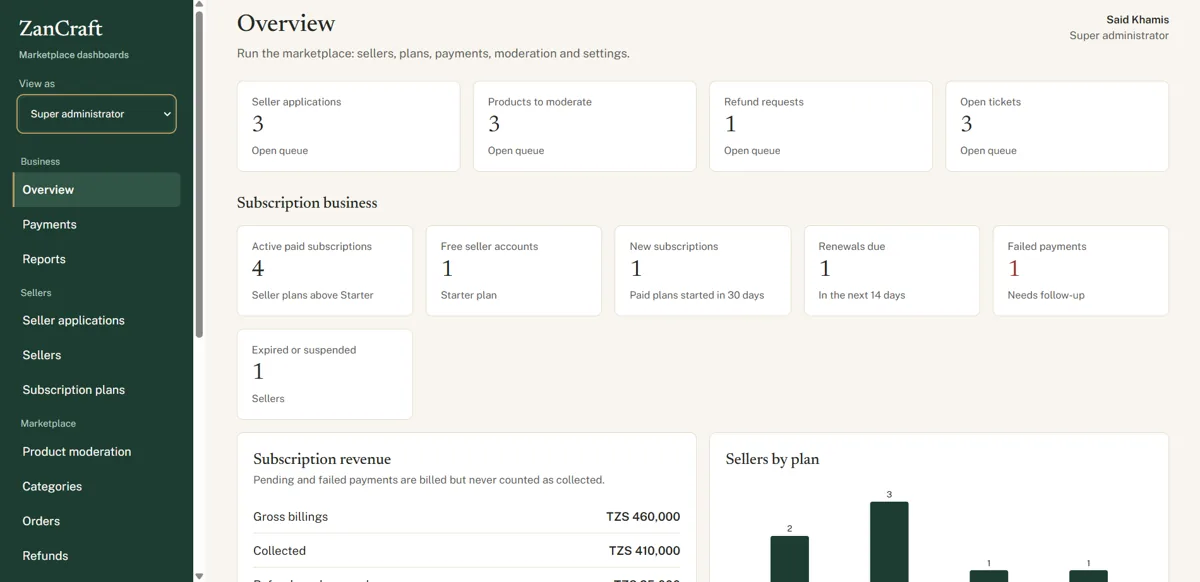 ZanCraft
Marketplace dashboards
View as
Super administrator
Business
Overview
Payments
Reports
Sellers
Seller applications
Sellers
Subscription plans
Marketplace
Product moderation
Categories
Orders
Refunds
Overview
Run the marketplace: sellers, plans, payments, moderation and settings.
Said Khamis
Super administrator
Seller applications
3
Open queue
Products to moderate
3
Open queue
Refund requests
1
Open queue
Open tickets
3
Open queue
Subscription business
Active paid subscriptions
4
Seller plans above Starter
Free seller accounts
1
Starter plan
New subscriptions
1
Paid plans started in 30 days
Renewals due
1
In the next 14 days
Failed payments
1
Needs follow-up
Expired or suspended
1
Sellers
Subscription revenue
Pending and failed payments are billed but never counted as collected.
Gross billings TZS 460,000
Collected TZS 410,000
Sellers by plan
2
3
1
1